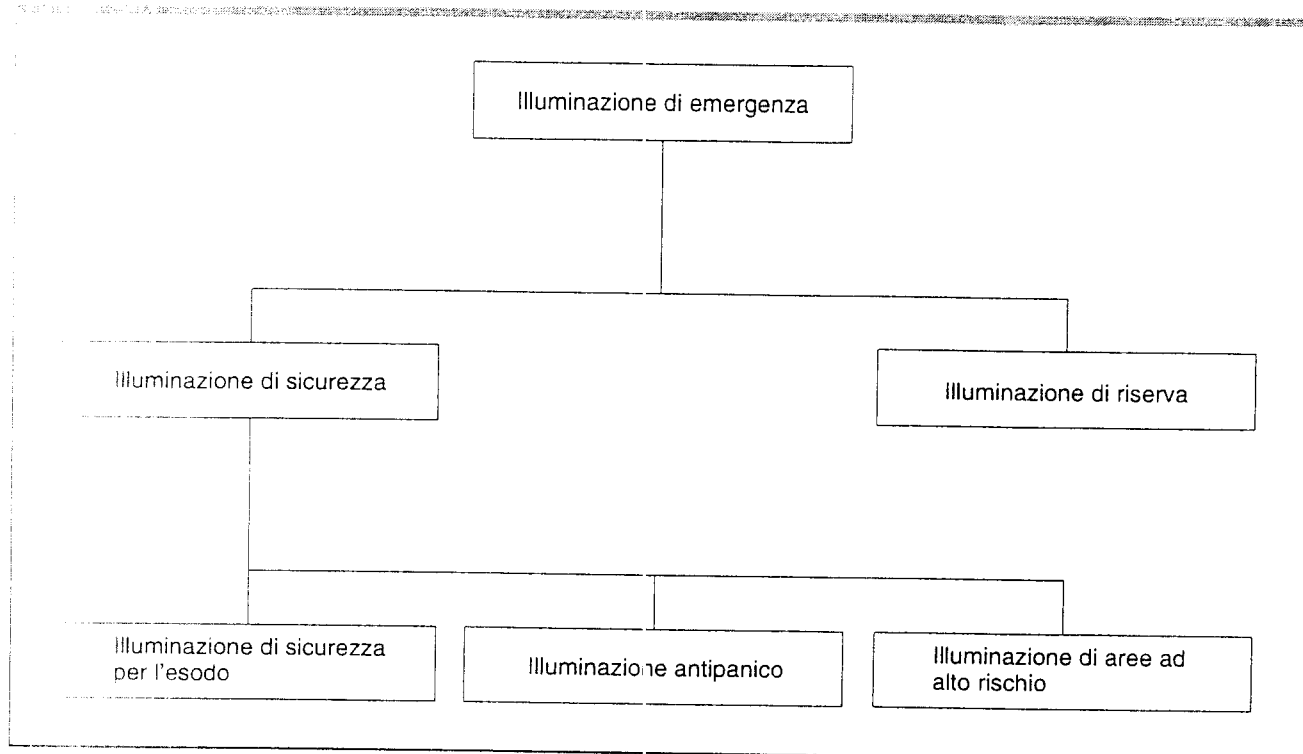 Illuminazione di emergenza
Illuminazione di sicurezza
Illuminazione di riserva
Illuminazione di sicurezza
per l'esodo
Illuminazione antipanico
Illuminazione di aree ad
alto rischio